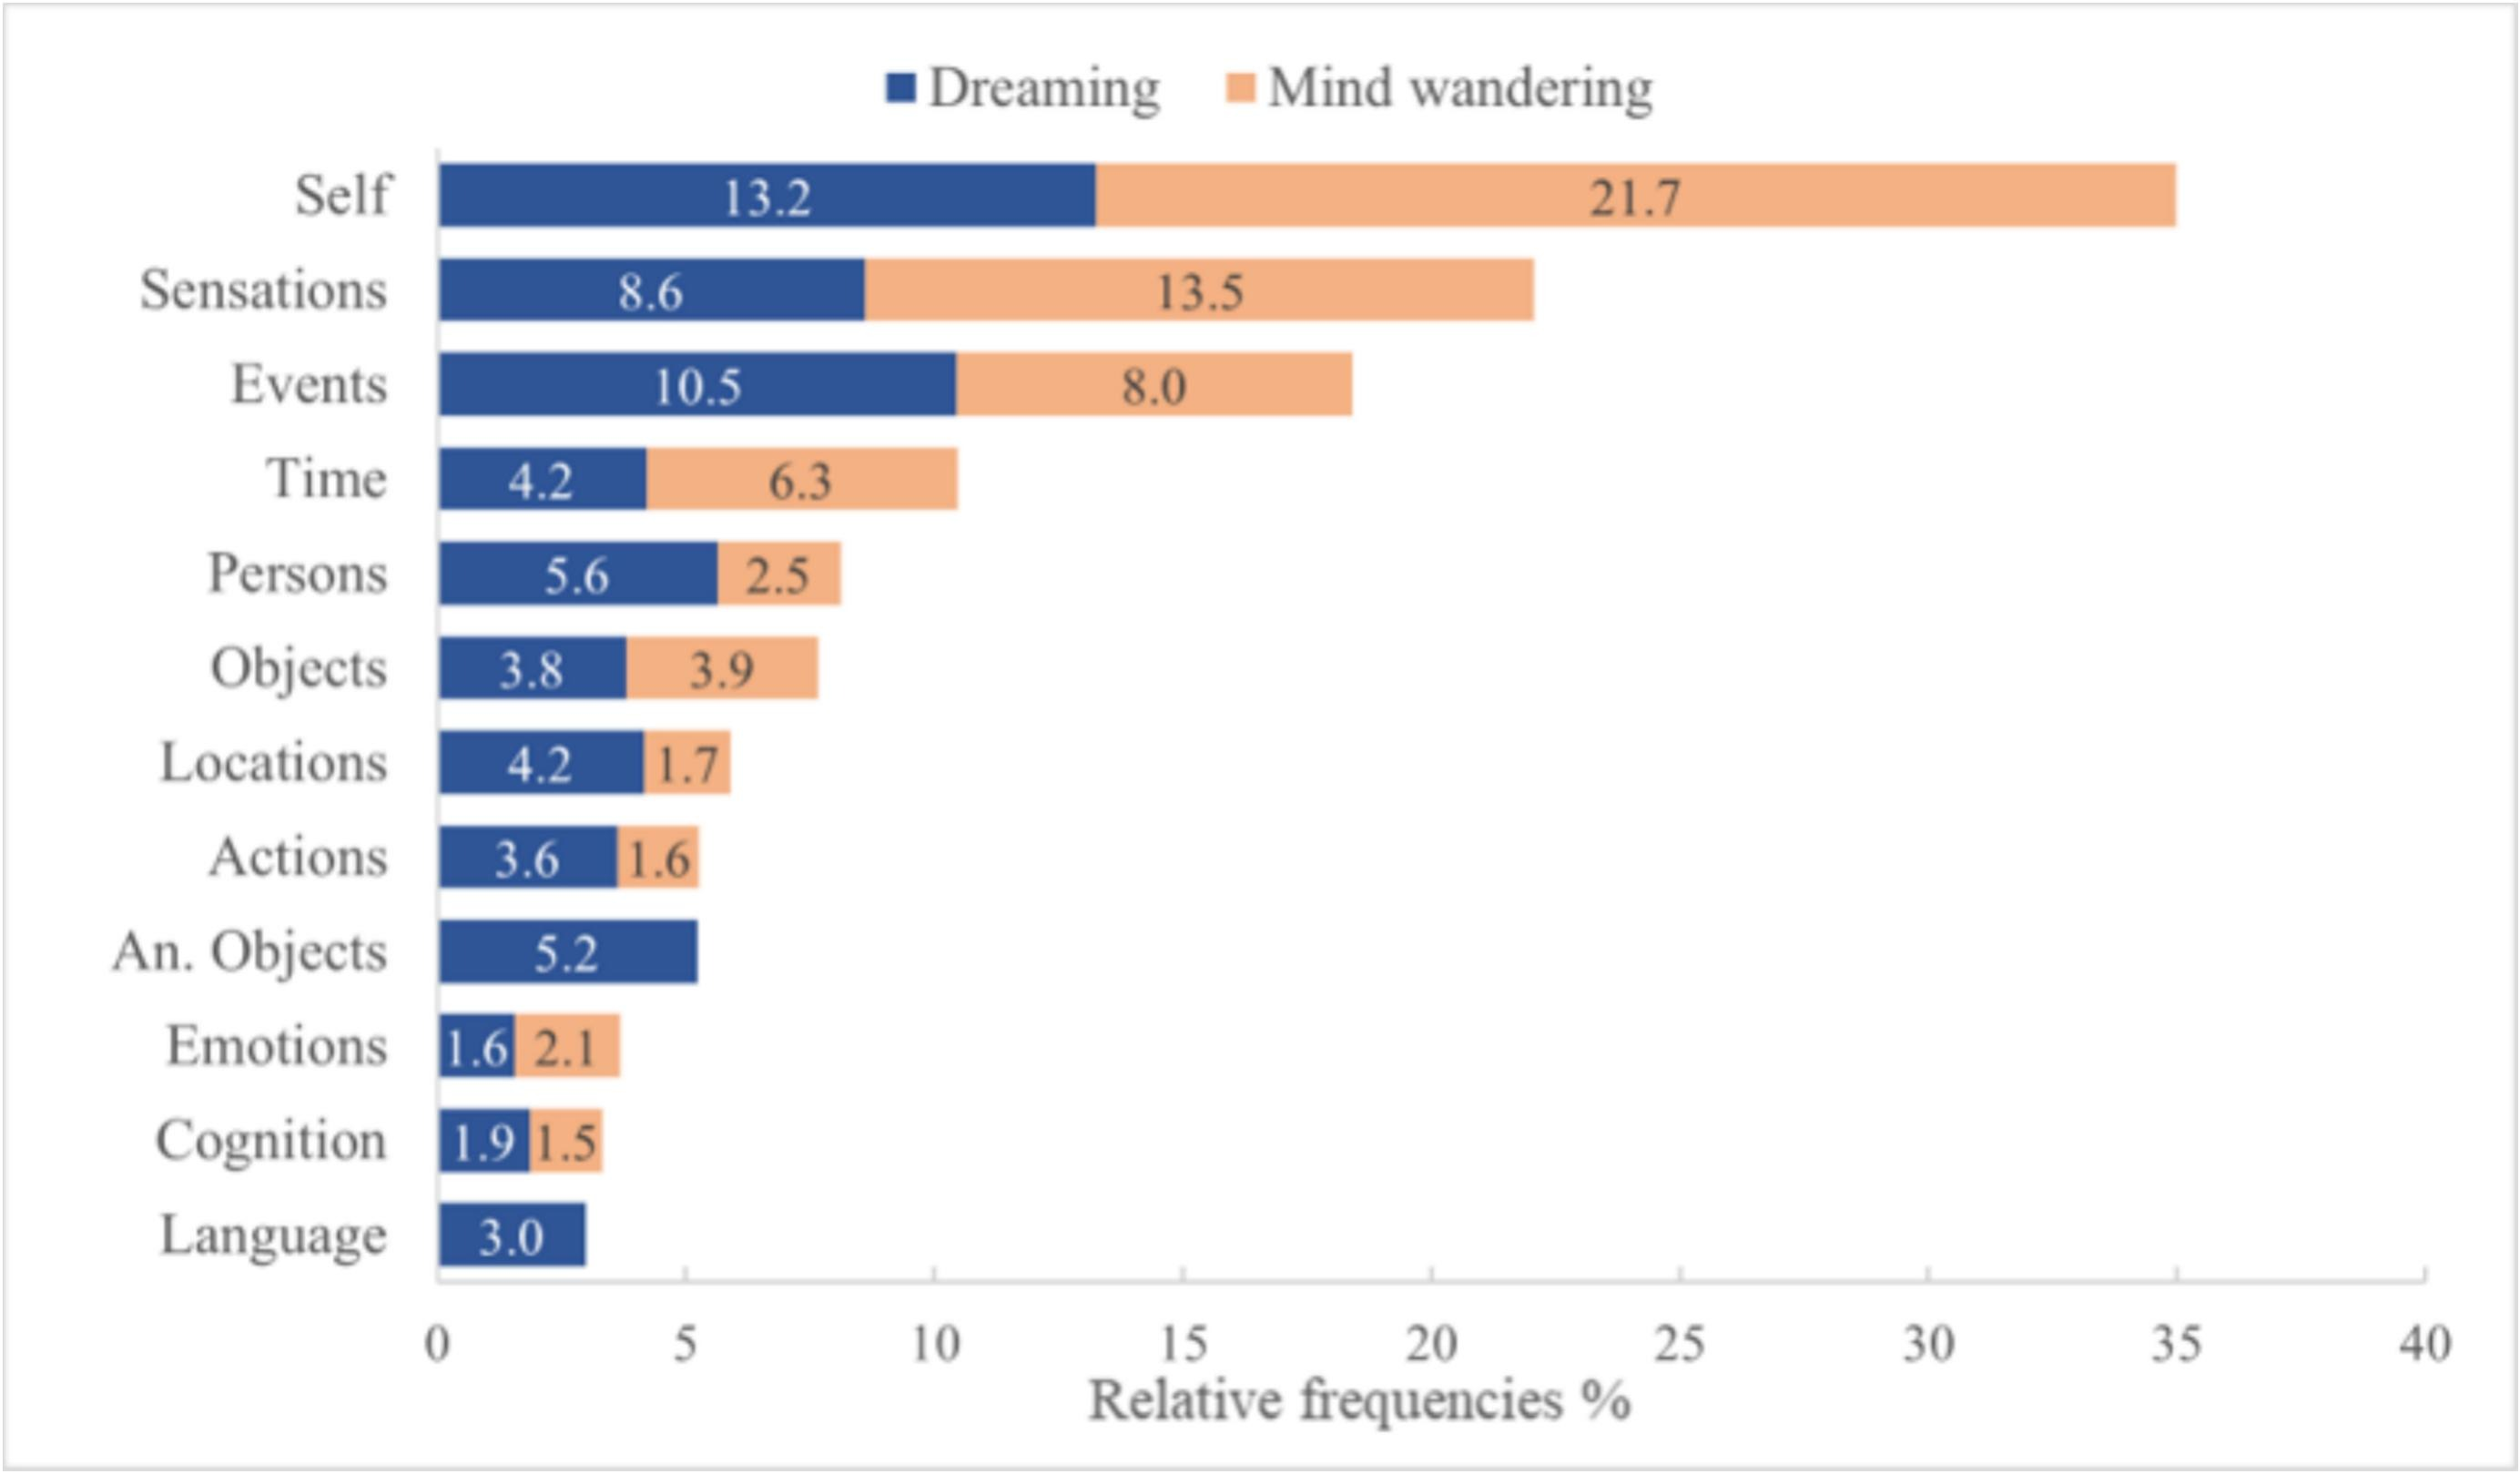 Dreaming Mind wandering
Self 13.2 21.7
Sensations 8.6 13.5
Events 10.5 8.0
Time 4.2 6.3
Persons 5.6 2.5
Objects 3.8 3.9
Locations 4.2 1.7
Actions 3.6 1.6
An. Objects 5.2
Emotions 1.6 2.1
Cognition 1.9 1.5
Language 3.0
0 5 10 15 20 25 30 35 40
Relative frequencies %